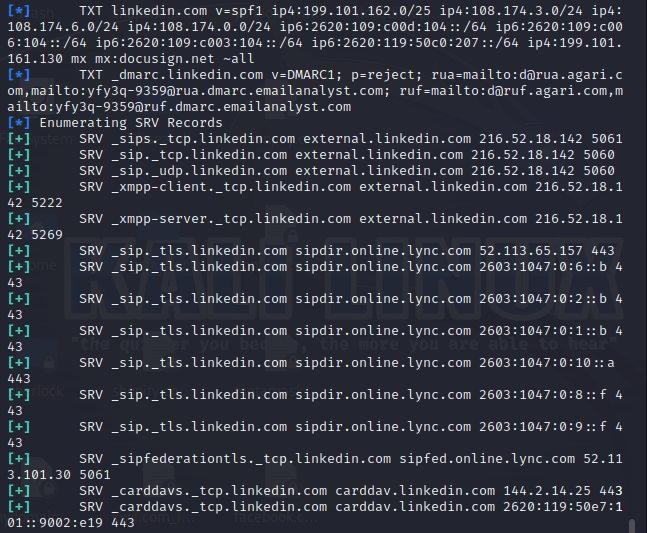 [*]      TXT linkedin.com v=spf1 ip4:199.101.162.0/25 ip4:108.174.3.0/24 ip4:
108.174.6.0/24 ip4:108.174.0.0/24 ip6:2620:109:c00d:104::/64 ip6:2620:109:c00
6:104::/64 ip6:2620:109:c003:104::/64 ip6:2620:119:50c0:207::/64 ip4:199.101.
161.130 mx mx:docusign.net ~all
[*]      TXT _dmarc.linkedin.com v=DMARC1; p=reject; rua=mailto:d@rua.agari.c
om,mailto:yfy3q-9359@rua.dmarc.emailanalyst.com; ruf=mailto:d@ruf.agari.com,m
ailto:yfy3q-9359@ruf.dmarc.emailanalyst.com
[*] Enumerating SRV Records
[+]      SRV _sips._tcp.linkedin.com external.linkedin.com 216.52.18.142 5061
[+]      SRV _sip._tcp.linkedin.com external.linkedin.com 216.52.18.142 5060
[+]      SRV _sip._udp.linkedin.com external.linkedin.com 216.52.18.142 5060
[+]      SRV _xmpp-client._tcp.linkedin.com external.linkedin.com 216.52.18.1
42 5222
[+]      SRV _xmpp-server._tcp.linkedin.com external.linkedin.com 216.52.18.1
42 5269
[+]      SRV _sip._tls.linkedin.com sipdir.online.lync.com 52.113.65.157 443
[+]      SRV _sip._tls.linkedin.com sipdir.online.lync.com 2603:1047:0:6::b 4
43
[+]      SRV _sip._tls.linkedin.com sipdir.online.lync.com 2603:1047:0:2::b 4
43
[+]      SRV _sip._tls.linkedin.com sipdir.online.lync.com 2603:1047:0:1::b 4
43
[+]      SRV _sip._tls.linkedin.com sipdir.online.lync.com 2603:1047:0:10::a
443
[+]      SRV _sip._tls.linkedin.com sipdir.online.lync.com 2603:1047:0:8::f 4
43
[+]      SRV _sip._tls.linkedin.com sipdir.online.lync.com 2603:1047:0:9::f 4
43
[+]      SRV _sipfederationtls._tcp.linkedin.com sipfed.online.lync.com 52.11
3.101.30 5061
[+]      SRV _carddavs._tcp.linkedin.com carddav.linkedin.com 144.2.14.25 443
[+]      SRV _carddavs._tcp.linkedin.com carddav.linkedin.com 2620:119:50e7:1
01::9002:e19 443
KALI LINUX
"the quieter you become, the more you are able to hear"